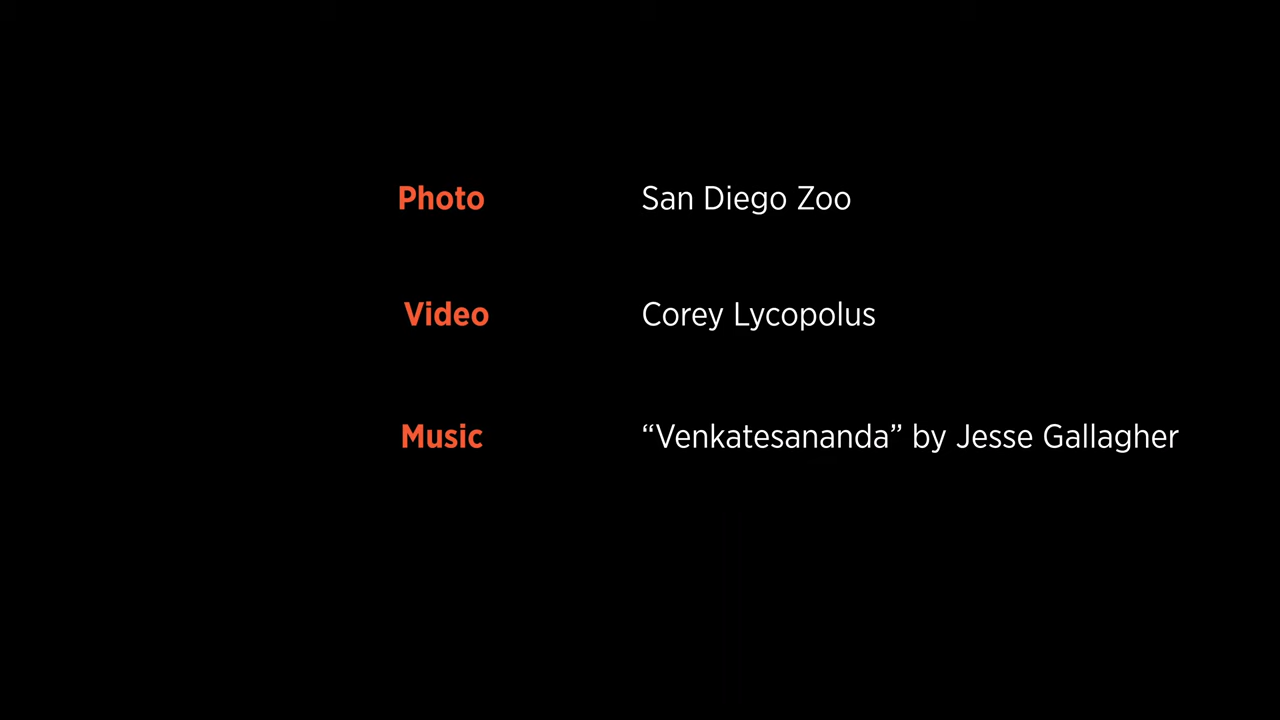 Photo San Diego Zoo
Video Corey Lycopolus
Music “Venkatesananda” by Jesse Gallagher